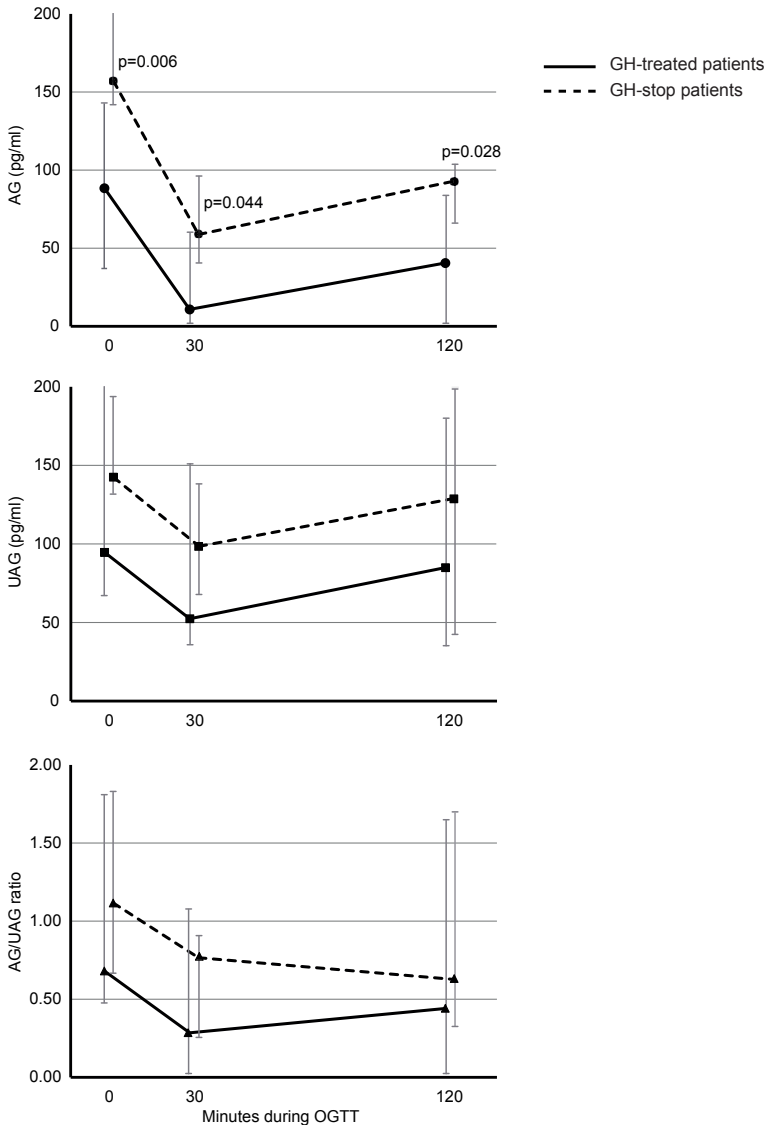 200
150
100
50
0
AG (pg/ml)
p=0.006
p=0.044
p=0.028
0 30 120
GH-treated patients
GH-stop patients
200
150
100
50
0
UAG (pg/ml)
0 30 120
2.00
1.50
1.00
0.50
0.00
AG/UAG ratio
0 30 120
Minutes during OGTT